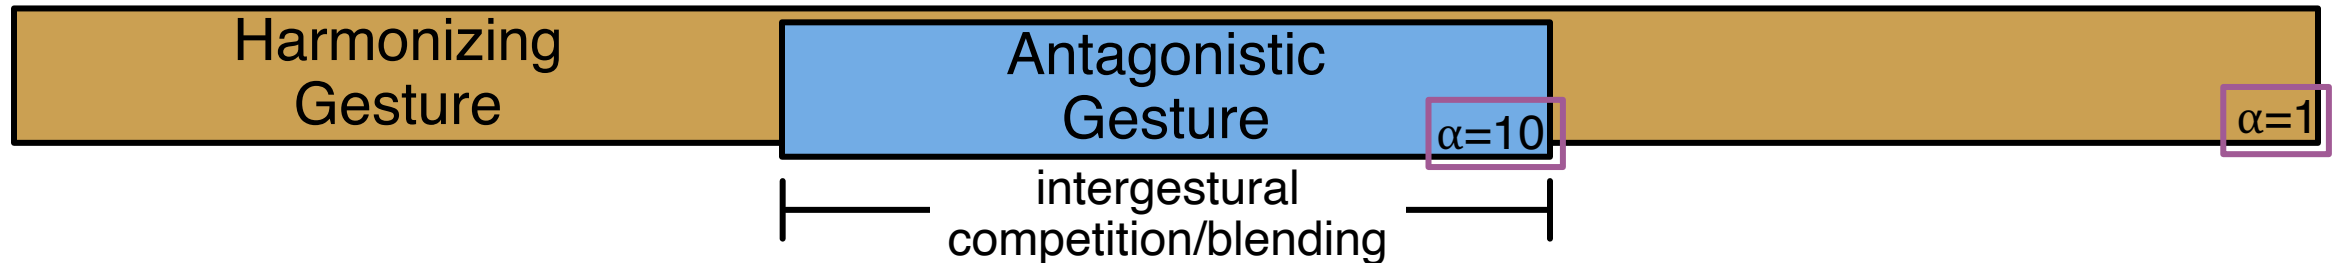 Harmonizing
Gesture
Antagonistic
Gesture
α=10
α=1
intergestural
competition/blending